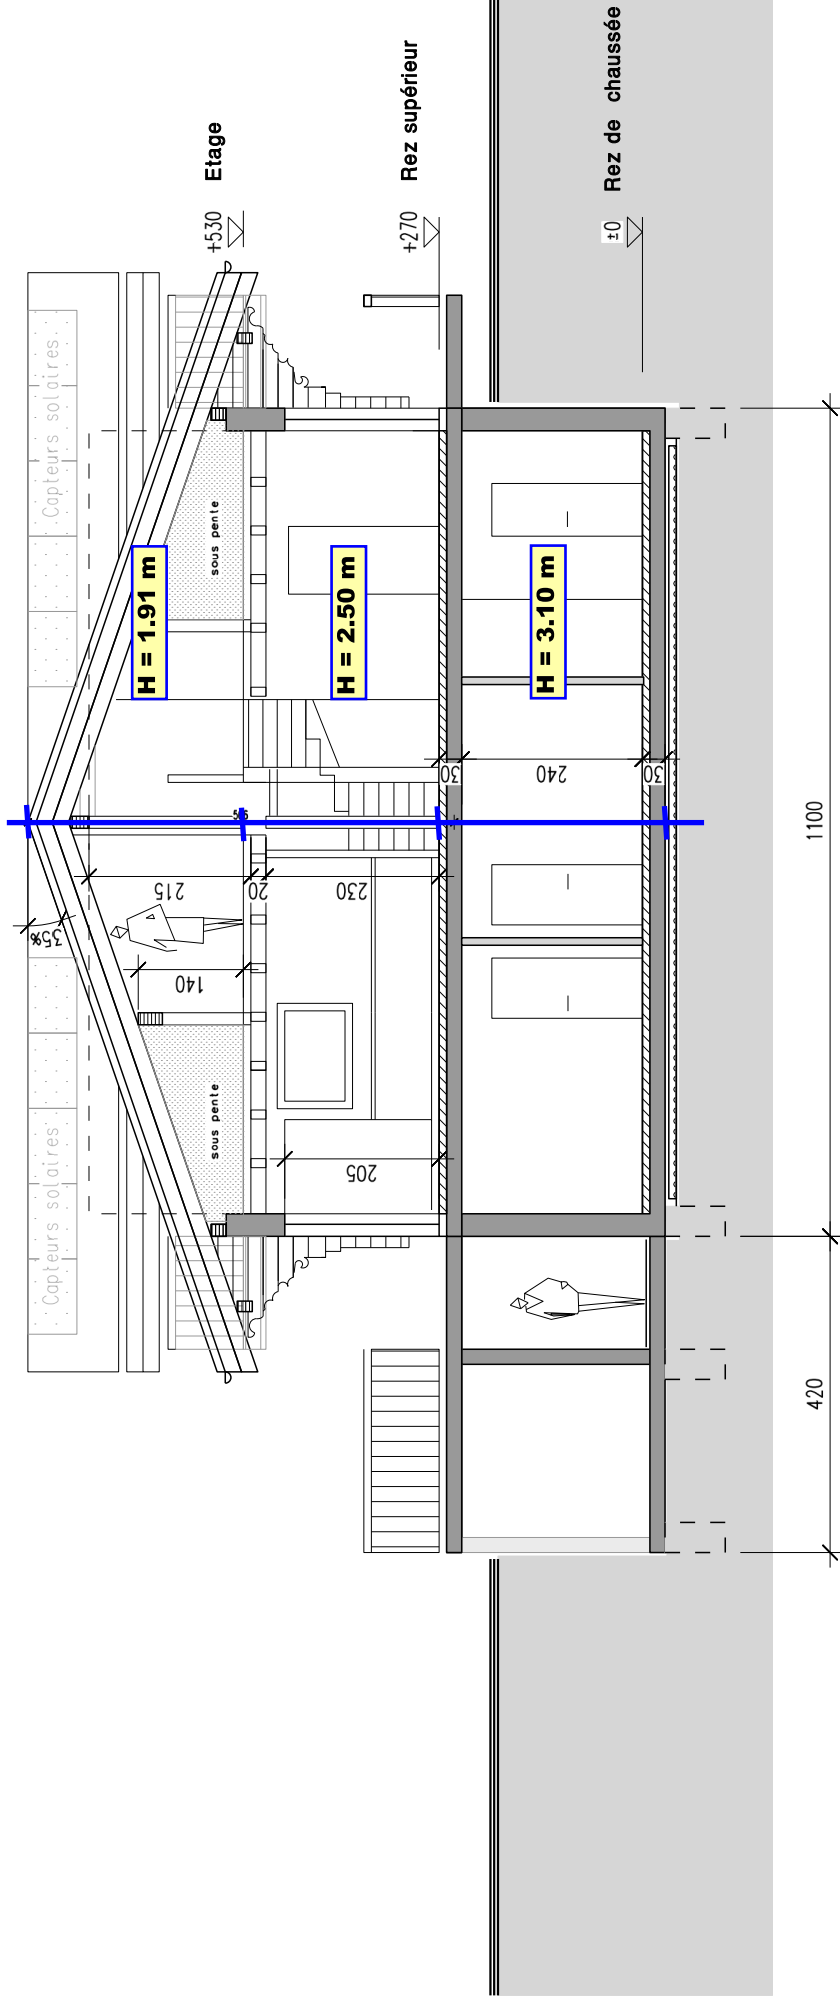 Capteurs solaires
Capteurs solaires
Etage
+530
Rez supérieur
+270
Rez de chaussée
±0
sous pente
sous pente
H = 1.91 m
H = 2.50 m
H = 3.10 m
35%
215
20
230
140
205
30
240
30
1100
420